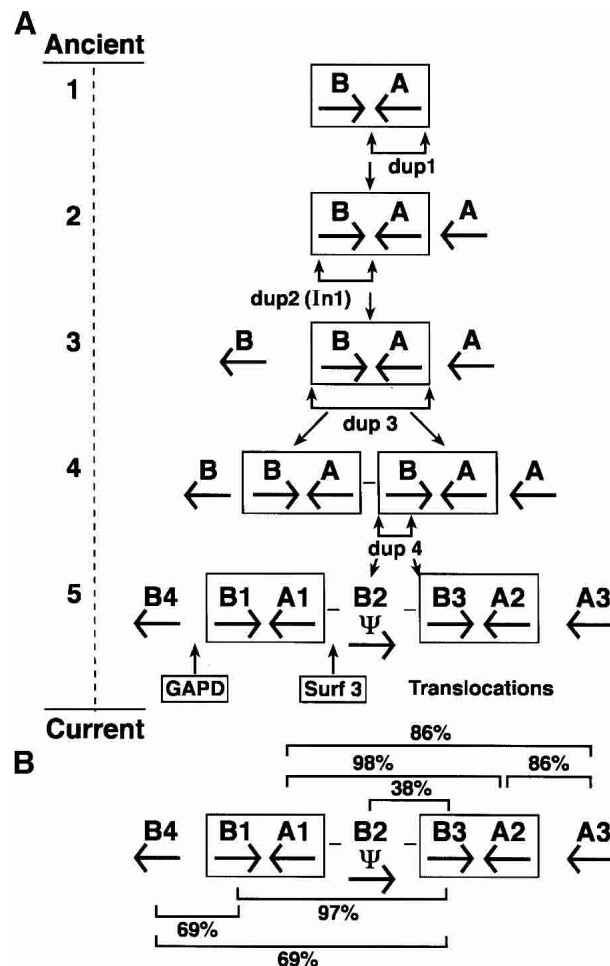 A
Ancient
1
B A
dup1
2
B A A
dup2 (In1)
3
B B A A
dup 3
4
B B A B A A
dup 4
5
B4 B1 A1 B2 B3 A2 A3
Ψ
GAPD Surf 3 Translocations
Current
B
86%
98% 86%
38%
B4 B1 A1 B2 B3 A2 A3
Ψ
97%
69%
69%